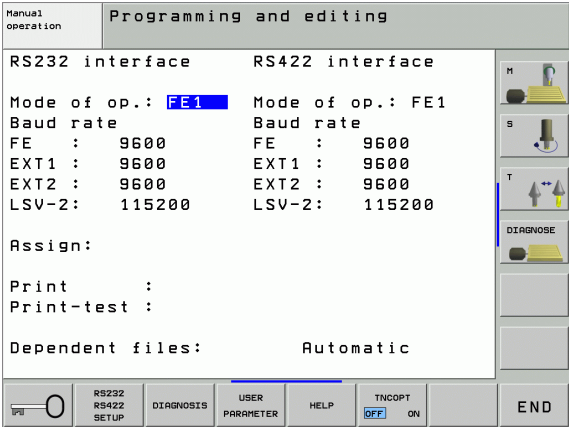 Manual
operation
Programming and editing
RS232 interface RS422 interface
Mode of op.: FE1 Mode of op.: FE1
Baud rate Baud rate
FE : 9600 FE : 9600
EXT1 : 9600 EXT1 : 9600
EXT2 : 9600 EXT2 : 9600
LSV-2: 115200 LSV-2: 115200
Assign:
Print :
Print-test :
Dependent files: Automatic
M
S
T
DIAGNOSE
RS232
RS422
SETUP
DIAGNOSIS
USER
PARAMETER
HELP
TNCOPT
OFF ON
END